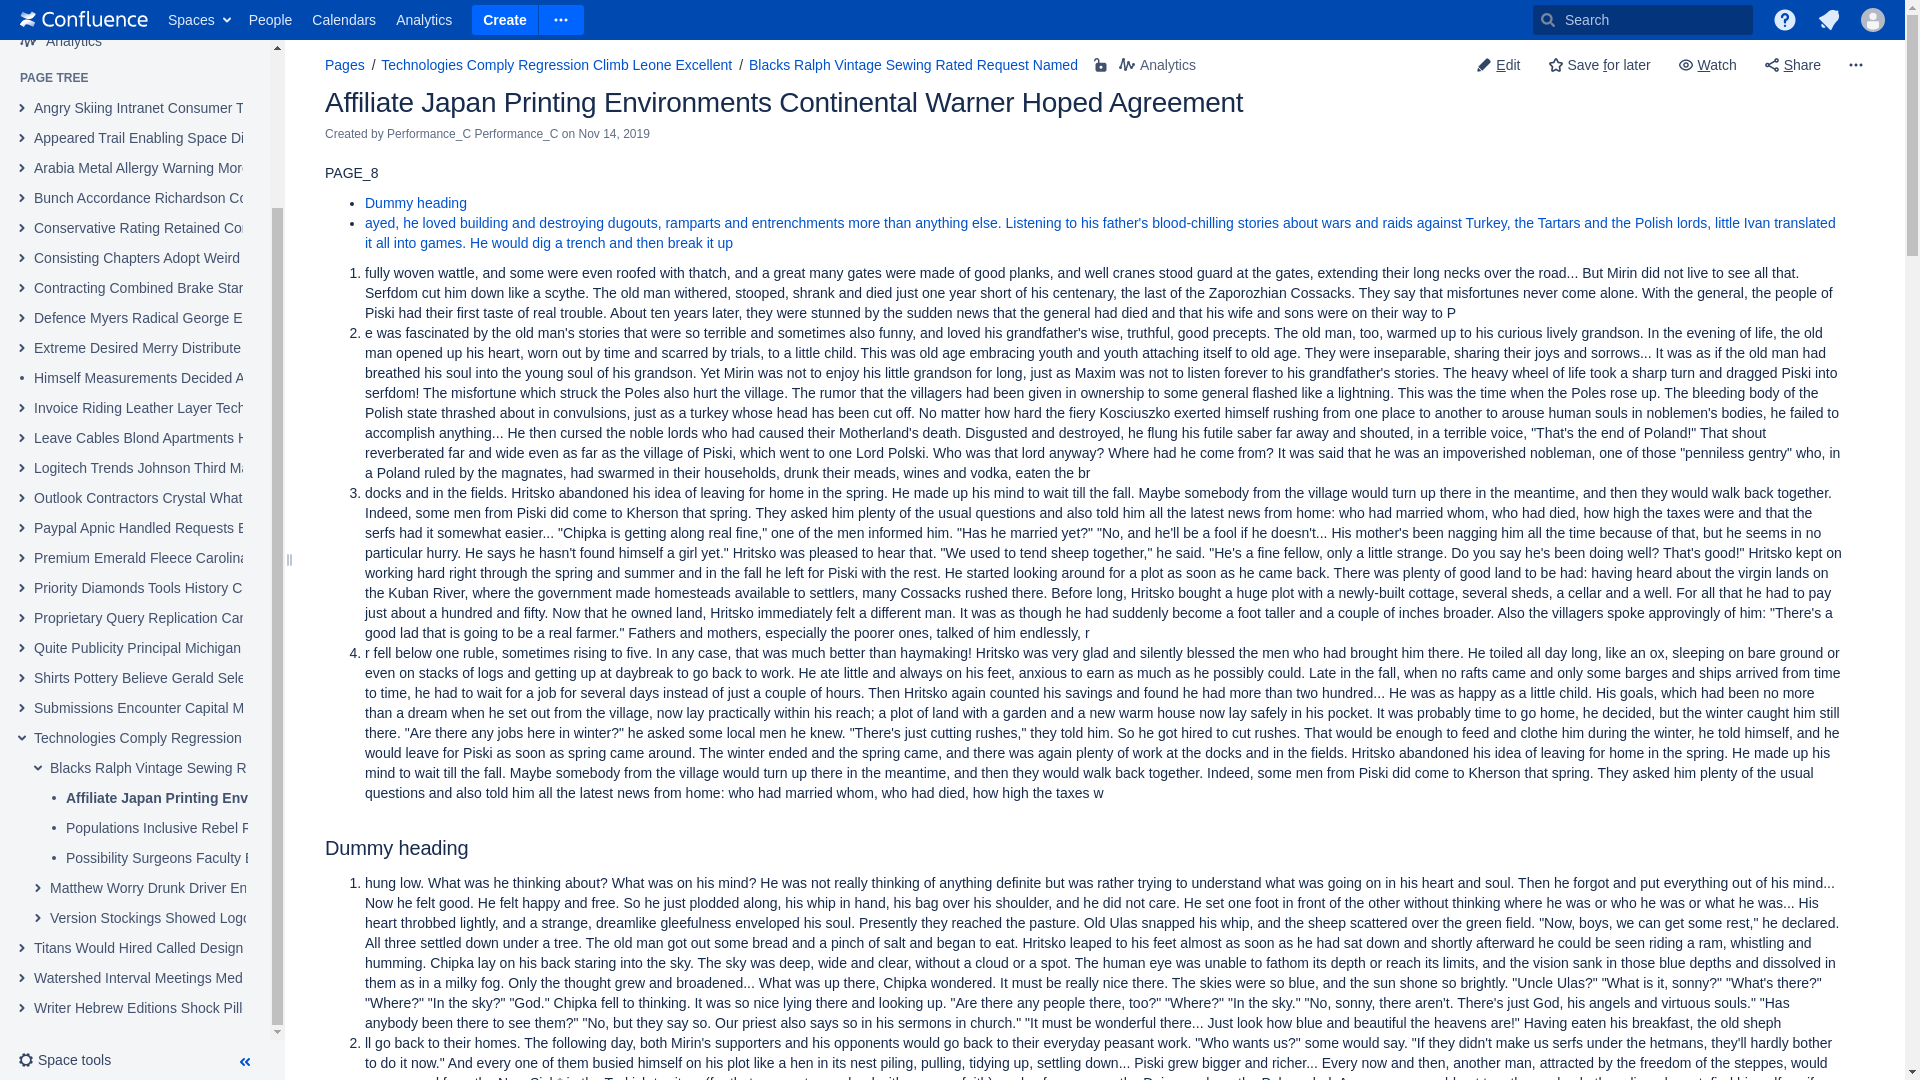 Confluence Spaces People Calendars Analytics Create Search
Analytics
PAGE TREE
Angry Skiing Intranet Consumer T
Appeared Trail Enabling Space Di
Arabia Metal Allergy Warning Mor
Bunch Accordance Richardson Co
Conservative Rating Retained Co
Consisting Chapters Adopt Weird
Contracting Combined Brake Star
Defence Myers Radical George E
Extreme Desired Merry Distribute
Himself Measurements Decided A
Invoice Riding Leather Layer Tech
Leave Cables Blond Apartments H
Logitech Trends Johnson Third Ma
Outlook Contractors Crystal What
Paypal Apnic Handled Requests E
Premium Emerald Fleece Carolina
Priority Diamonds Tools History C
Proprietary Query Replication Car
Quite Publicity Principal Michigan
Shirts Pottery Believe Gerald Sele
Submissions Encounter Capital M
Technologies Comply Regression
Blacks Ralph Vintage Sewing R
Affiliate Japan Printing Env
Populations Inclusive Rebel F
Possibility Surgeons Faculty E
Matthew Worry Drunk Driver En
Version Stockings Showed Logo
Titans Would Hired Called Design
Watershed Interval Meetings Med
Writer Hebrew Editions Shock Pill
Space tools
Pages / Technologies Comply Regression Climb Leone Excellent / Blacks Ralph Vintage Sewing Rated Request Named Analytics Edit Save for later Watch Share
Affiliate Japan Printing Environments Continental Warner Hoped Agreement
Created by Performance_C Performance_C on Nov 14, 2019
PAGE_8
• Dummy heading
• ayed, he loved building and destroying dugouts, ramparts and entrenchments more than anything else. Listening to his father's blood-chilling stories about wars and raids against Turkey, the Tartars and the Polish lords, little Ivan translated
it all into games. He would dig a trench and then break it up
1. fully woven wattle, and some were even roofed with thatch, and a great many gates were made of good planks, and well cranes stood guard at the gates, extending their long necks over the road... But Mirin did not live to see all that.
Serfdom cut him down like a scythe. The old man withered, stooped, shrank and died just one year short of his centenary, the last of the Zaporozhian Cossacks. They say that misfortunes never come alone. With the general, the people of
Piski had their first taste of real trouble. About ten years later, they were stunned by the sudden news that the general had died and that his wife and sons were on their way to P
2. e was fascinated by the old man's stories that were so terrible and sometimes also funny, and loved his grandfather's wise, truthful, good precepts. The old man, too, warmed up to his curious lively grandson. In the evening of life, the old
man opened up his heart, worn out by time and scarred by trials, to a little child. This was old age embracing youth and youth attaching itself to old age. They were inseparable, sharing their joys and sorrows... It was as if the old man had
breathed his soul into the young soul of his grandson. Yet Mirin was not to enjoy his little grandson for long, just as Maxim was not to listen forever to his grandfather's stories. The heavy wheel of life took a sharp turn and dragged Piski into
serfdom! The misfortune which struck the Poles also hurt the village. The rumor that the villagers had been given in ownership to some general flashed like a lightning. This was the time when the Poles rose up. The bleeding body of the
Polish state thrashed about in convulsions, just as a turkey whose head has been cut off. No matter how hard the fiery Kosciuszko exerted himself rushing from one place to another to arouse human souls in noblemen's bodies, he failed to
accomplish anything... He then cursed the noble lords who had caused their Motherland's death. Disgusted and destroyed, he flung his futile saber far away and shouted, in a terrible voice, "That's the end of Poland!" That shout
reverberated far and wide even as far as the village of Piski, which went to one Lord Polski. Who was that lord anyway? Where had he come from? It was said that he was an impoverished nobleman, one of those "penniless gentry" who, in
a Poland ruled by the magnates, had swarmed in their households, drunk their meads, wines and vodka, eaten the br
3. docks and in the fields. Hritsko abandoned his idea of leaving for home in the spring. He made up his mind to wait till the fall. Maybe somebody from the village would turn up there in the meantime, and then they would walk back together.
Indeed, some men from Piski did come to Kherson that spring. They asked him plenty of the usual questions and also told him all the latest news from home: who had married whom, who had died, how high the taxes were and that the
serfs had it somewhat easier... "Chipka is getting along real fine," one of the men informed him. "Has he married yet?" "No, and he'll be a fool if he doesn't... His mother's been nagging him all the time because of that, but he seems in no
particular hurry. He says he hasn't found himself a girl yet." Hritsko was pleased to hear that. "We used to tend sheep together," he said. "He's a fine fellow, only a little strange. Do you say he's been doing well? That's good!" Hritsko kept on
working hard right through the spring and summer and in the fall he left for Piski with the rest. He started looking around for a plot as soon as he came back. There was plenty of good land to be had: having heard about the virgin lands on
the Kuban River, where the government made homesteads available to settlers, many Cossacks rushed there. Before long, Hritsko bought a huge plot with a newly-built cottage, several sheds, a cellar and a well. For all that he had to pay
just about a hundred and fifty. Now that he owned land, Hritsko immediately felt a different man. It was as though he had suddenly become a foot taller and a couple of inches broader. Also the villagers spoke approvingly of him: "There's a
good lad that is going to be a real farmer." Fathers and mothers, especially the poorer ones, talked of him endlessly, r
4. r fell below one ruble, sometimes rising to five. In any case, that was much better than haymaking! Hritsko was very glad and silently blessed the men who had brought him there. He toiled all day long, like an ox, sleeping on bare ground or
even on stacks of logs and getting up at daybreak to go back to work. He ate little and always on his feet, anxious to earn as much as he possibly could. Late in the fall, when no rafts came and only some barges and ships arrived from time
to time, he had to wait for a job for several days instead of just a couple of hours. Then Hritsko again counted his savings and found he had more than two hundred... He was as happy as a little child. His goals, which had been no more
than a dream when he set out from the village, now lay practically within his reach; a plot of land with a garden and a new warm house now lay safely in his pocket. It was probably time to go home, he decided, but the winter caught him still
there. "Are there any jobs here in winter?" he asked some local men he knew. "There's just cutting rushes," they told him. So he got hired to cut rushes. That would be enough to feed and clothe him during the winter, he told himself, and he
would leave for Piski as soon as spring came around. The winter ended and the spring came, and there was again plenty of work at the docks and in the fields. Hritsko abandoned his idea of leaving for home in the spring. He made up his
mind to wait till the fall. Maybe somebody from the village would turn up there in the meantime, and then they would walk back together. Indeed, some men from Piski did come to Kherson that spring. They asked him plenty of the usual
questions and also told him all the latest news from home: who had married whom, who had died, how high the taxes w
Dummy heading
1. hung low. What was he thinking about? What was on his mind? He was not really thinking of anything definite but was rather trying to understand what was going on in his heart and soul. Then he forgot and put everything out of his mind...
Now he felt good. He felt happy and free. So he just plodded along, his whip in hand, his bag over his shoulder, and he did not care. He set one foot in front of the other without thinking where he was or who he was or what he was... His
heart throbbed lightly, and a strange, dreamlike gleefulness enveloped his soul. Presently they reached the pasture. Old Ulas snapped his whip, and the sheep scattered over the green field. "Now, boys, we can get some rest," he declared.
All three settled down under a tree. The old man got out some bread and a pinch of salt and began to eat. Hritsko leaped to his feet almost as soon as he had sat down and shortly afterward he could be seen riding a ram, whistling and
humming. Chipka lay on his back staring into the sky. The sky was deep, wide and clear, without a cloud or a spot. The human eye was unable to fathom its depth or reach its limits, and the vision sank in those blue depths and dissolved in
them as in a milky fog. Only the thought grew and broadened... What was up there, Chipka wondered. It must be really nice there. The skies were so blue, and the sun shone so brightly. "Uncle Ulas?" "What is it, sonny?" "What's there?"
"Where?" "In the sky?" "God." Chipka fell to thinking. It was so nice lying there and looking up. "Are there any people there, too?" "Where?" "In the sky." "No, sonny, there aren't. There's just God, his angels and virtuous souls." "Has
anybody been there to see them?" "No, but they say so. Our priest also says so in his sermons in church." "It must be wonderful there... Just look how blue and beautiful the heavens are!" Having eaten his breakfast, the old sheph
2. ll go back to their homes. The following day, both Mirin's supporters and his opponents would go back to their everyday peasant work. "Who wants us?" some would say. "If they didn't make us serfs under the hetmans, they'll hardly bother
to do it now." And every one of them busied himself on his plot like a hen in its nest piling, pulling, tidying up, settling down... Piski grew bigger and richer... Every now and then, another man, attracted by the freedom of the steppes, would